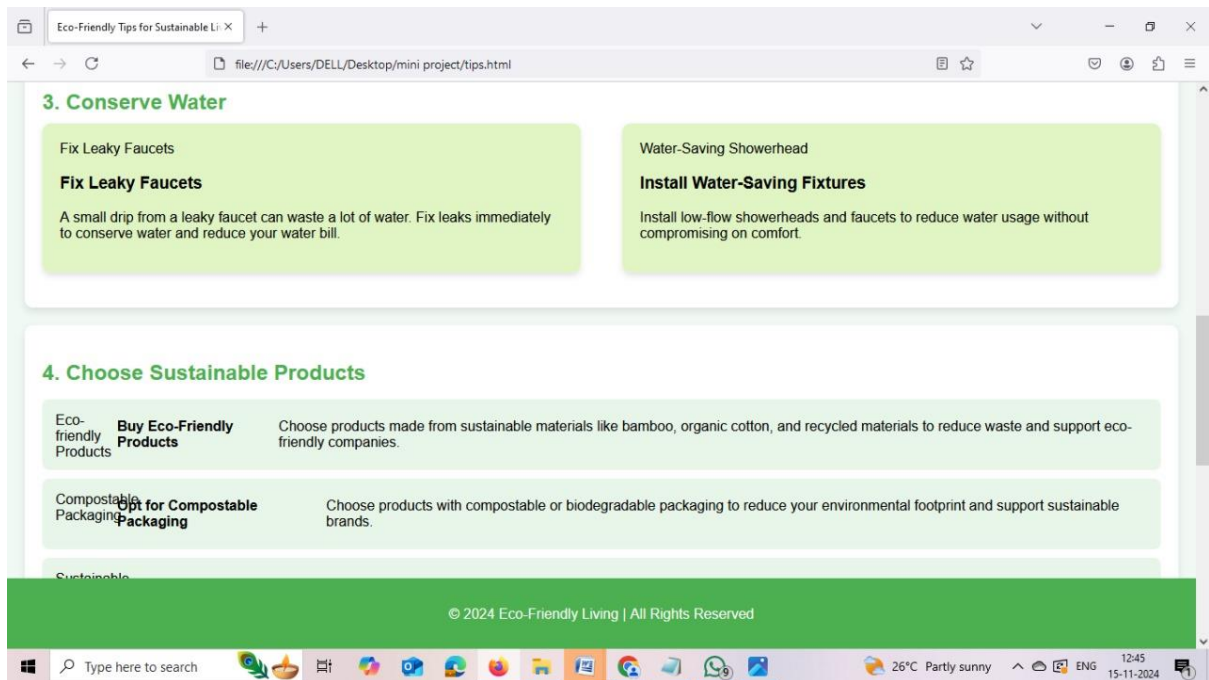 Eco-Friendly Tips for Sustainable Li
file:///C:/Users/DELL/Desktop/mini project/tips.html
3. Conserve Water
Fix Leaky Faucets
Fix Leaky Faucets
A small drip from a leaky faucet can waste a lot of water. Fix leaks immediately
to conserve water and reduce your water bill.
Water-Saving Showerhead
Install Water-Saving Fixtures
Install low-flow showerheads and faucets to reduce water usage without
compromising on comfort.
4. Choose Sustainable Products
Eco-
friendly
Products
Buy Eco-Friendly
Products
Choose products made from sustainable materials like bamboo, organic cotton, and recycled materials to reduce waste and support eco-
friendly companies.
Compostable
Packaging
Opt for Compostable
Packaging
Choose products with compostable or biodegradable packaging to reduce your environmental footprint and support sustainable
brands.
Sustainable
© 2024 Eco-Friendly Living | All Rights Reserved
Type here to search
9
26°C Partly sunny
ENG
12:45
15-11-2024
1